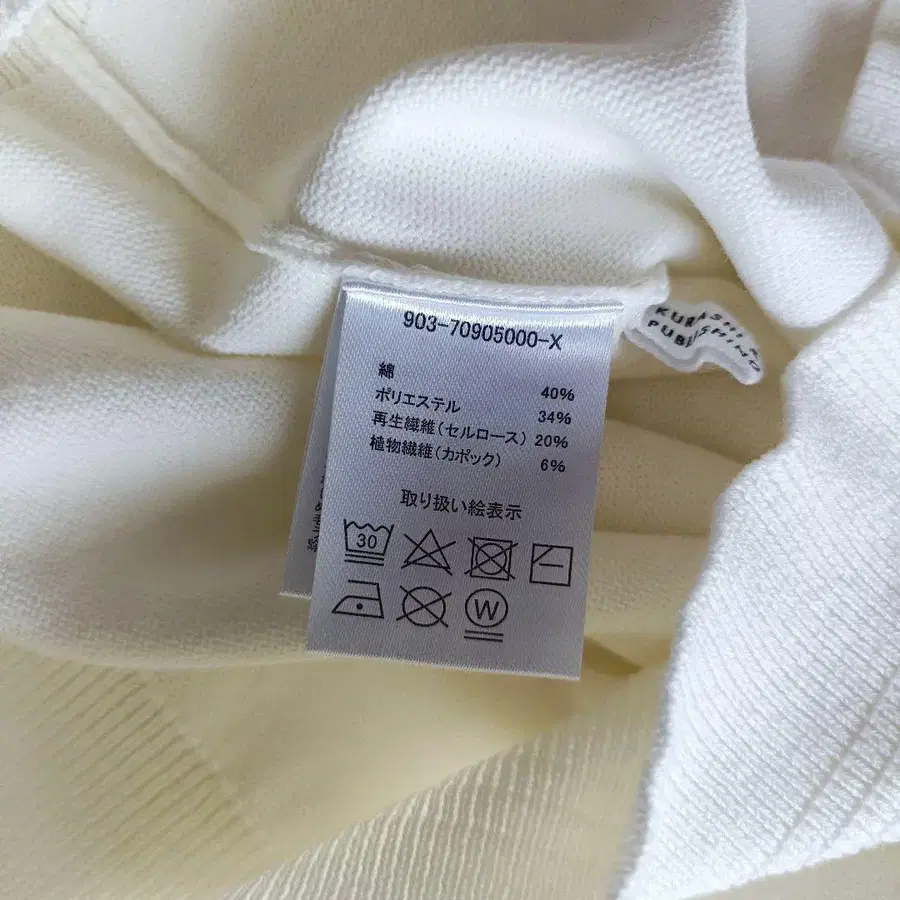 903-70905000-X
綿 40%
ポリエステル 34%
再生繊維(セルロース) 20%
植物繊維(カポック) 6%
取り扱い絵表示
30
W